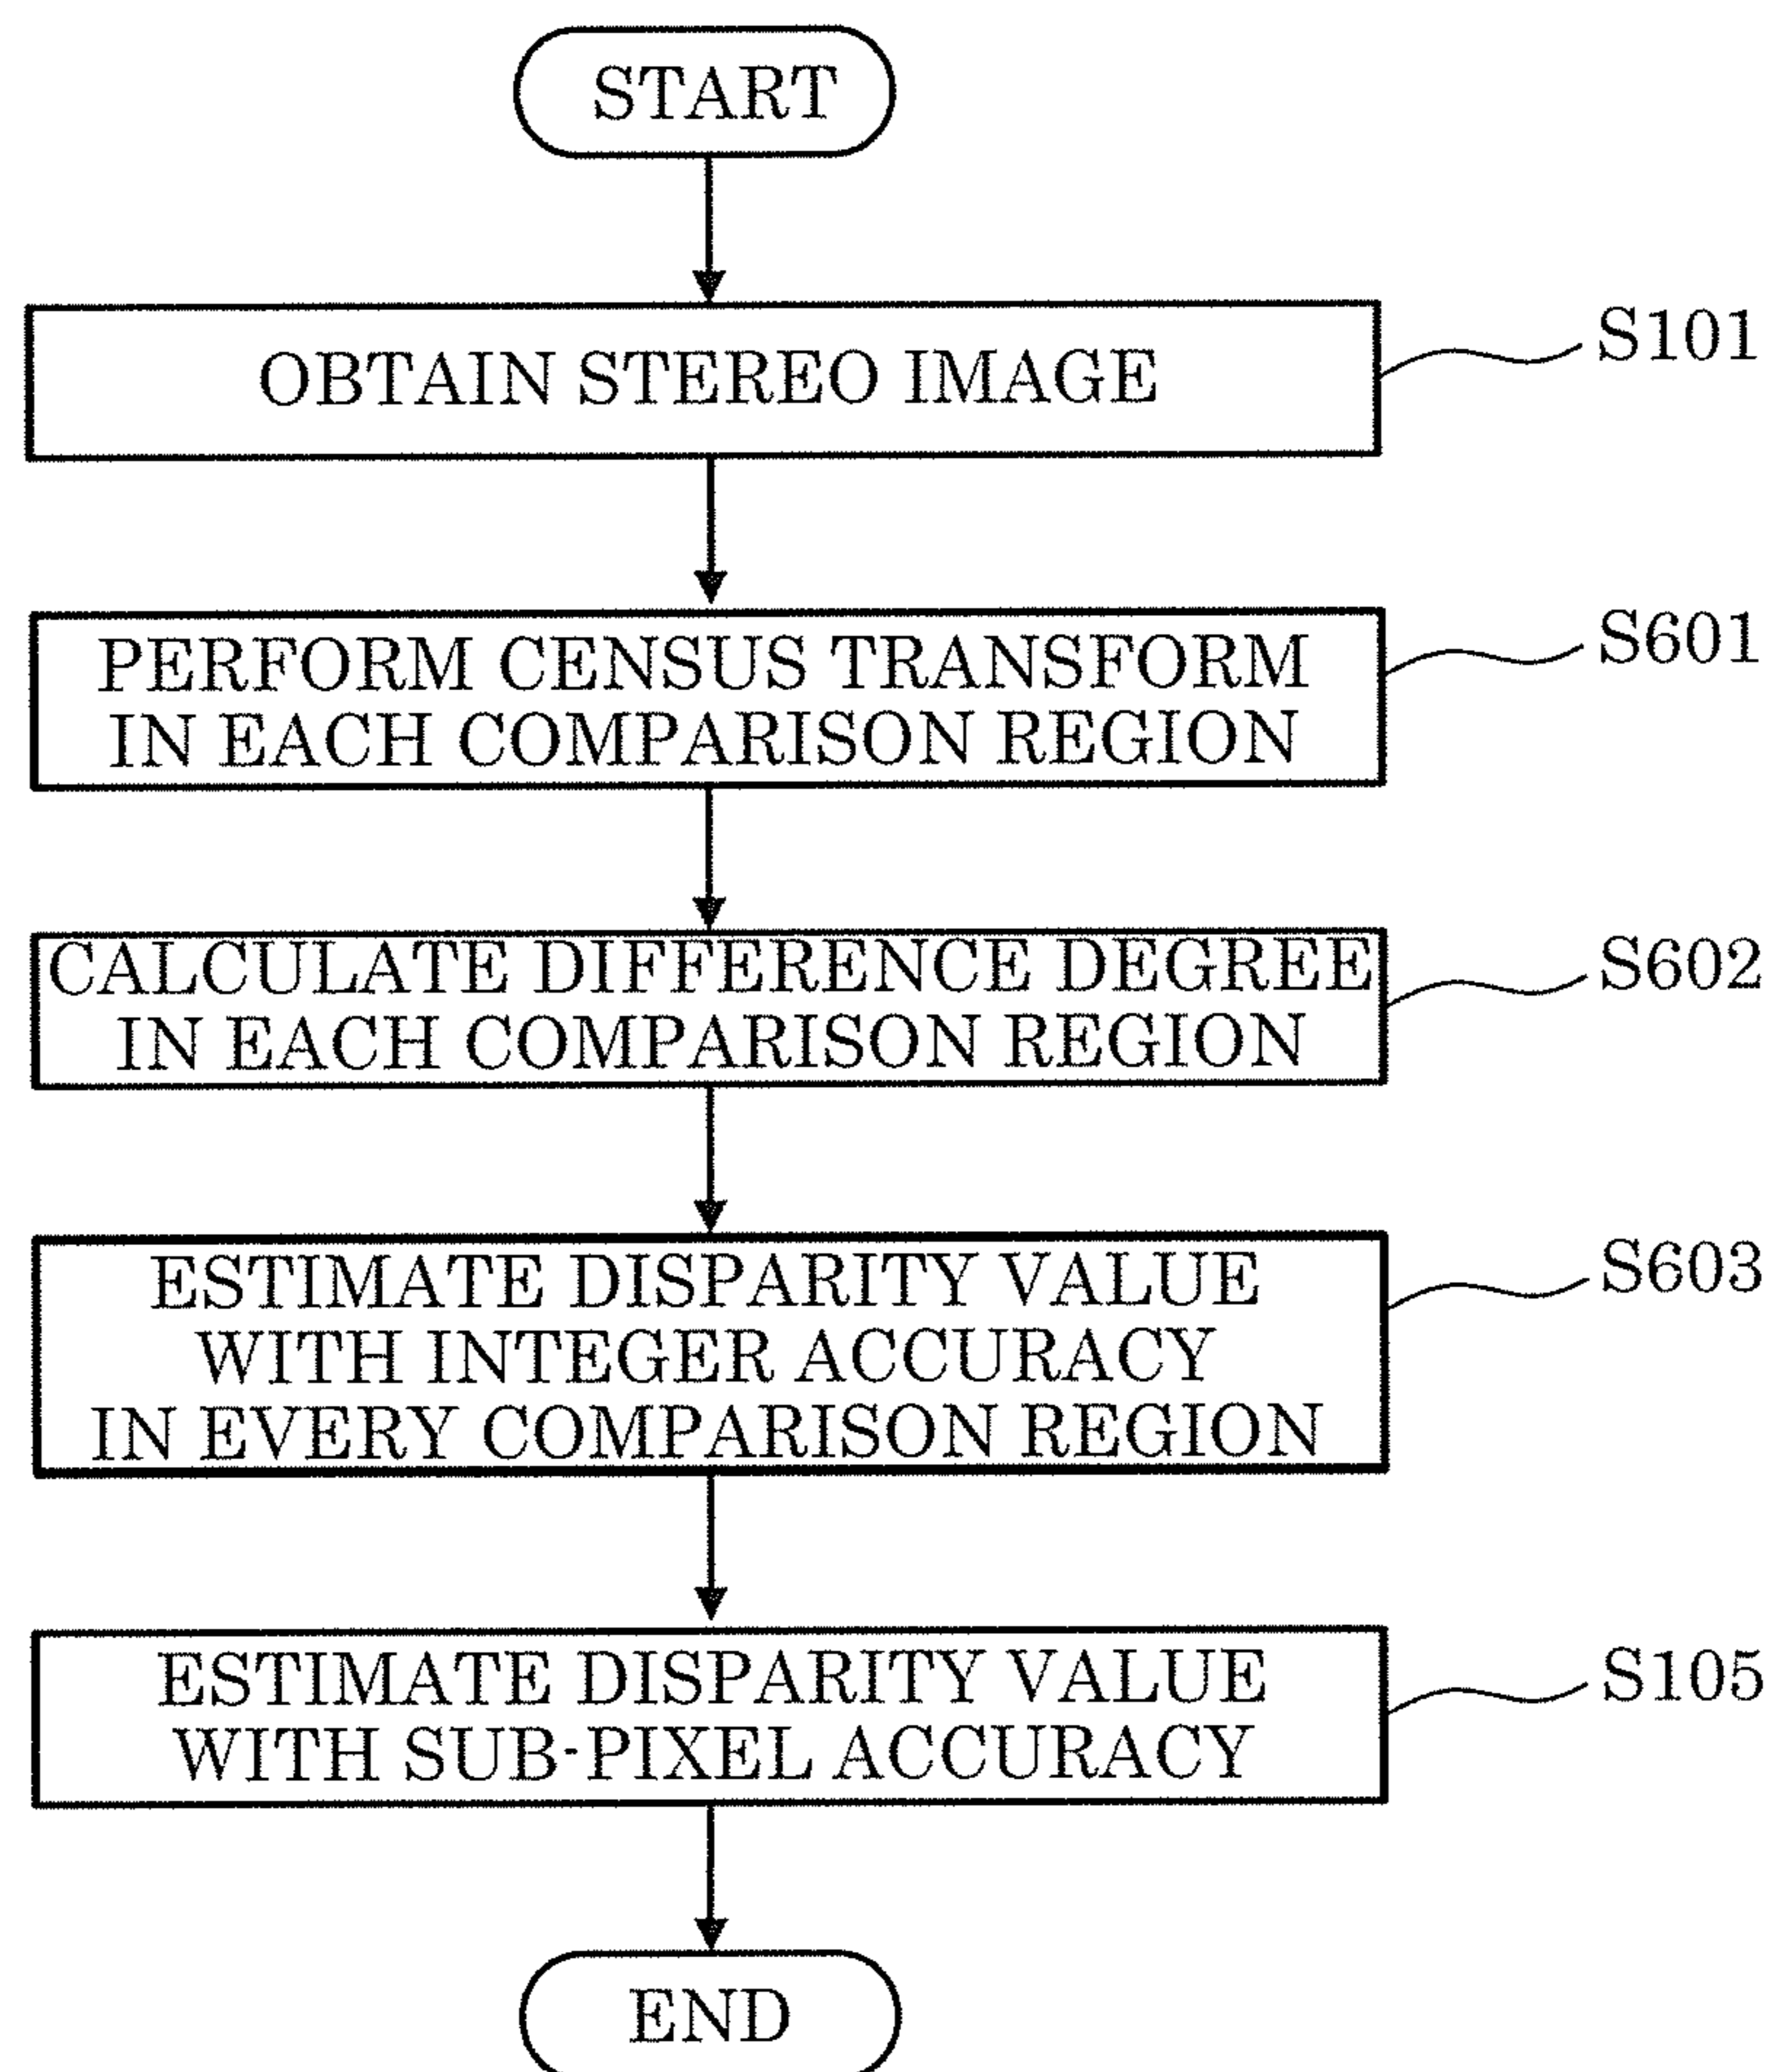 START
OBTAIN STEREO IMAGE
S101
PERFORM CENSUS TRANSFORM
IN EACH COMPARISON REGION
S601
CALCULATE DIFFERENCE DEGREE
IN EACH COMPARISON REGION
S602
ESTIMATE DISPARITY VALUE
WITH INTEGER ACCURACY
IN EVERY COMPARISON REGION
S603
ESTIMATE DISPARITY VALUE
WITH SUB-PIXEL ACCURACY
S105
END